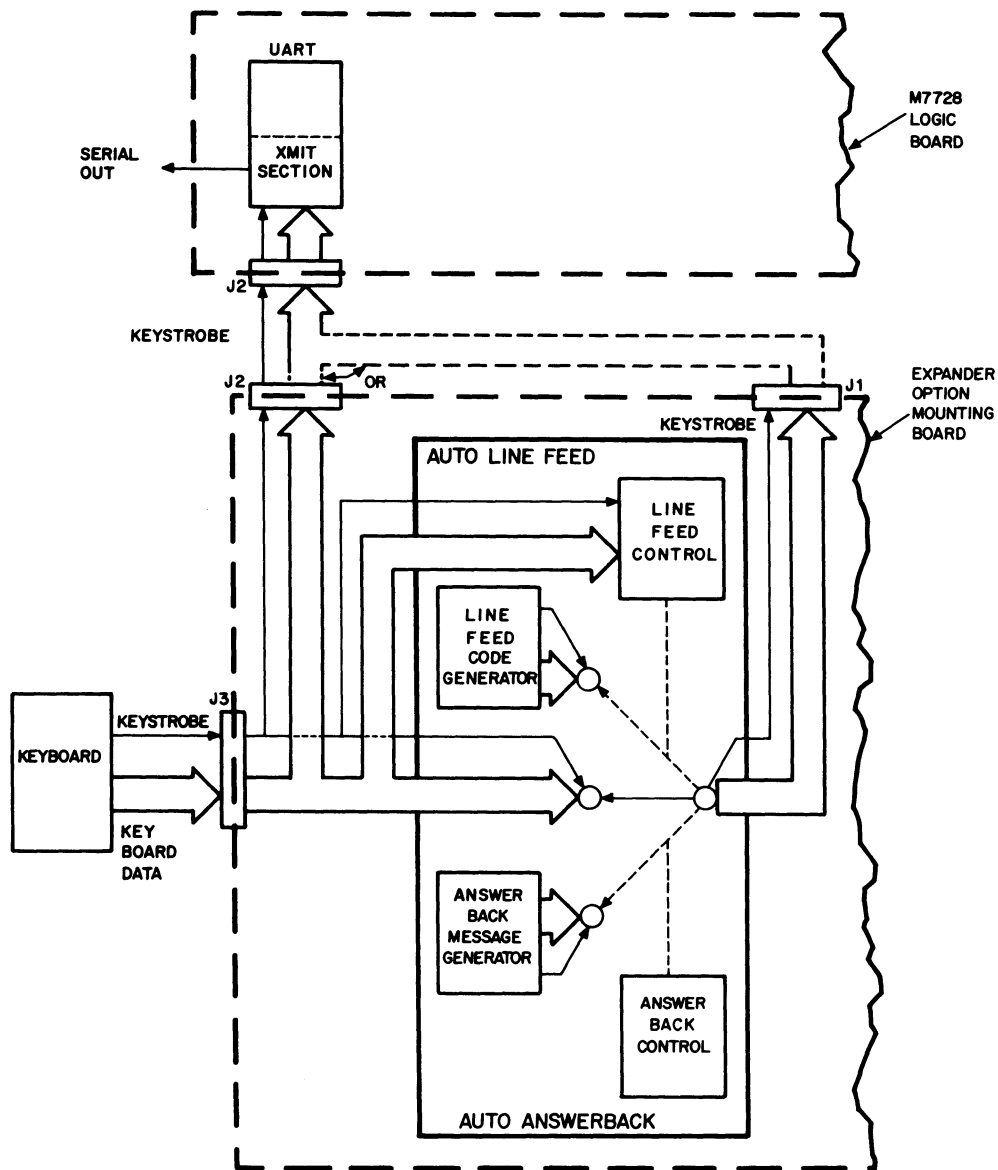 UART
M7728
LOGIC
BOARD
SERIAL
OUT
XMIT
SECTION
J2
KEYSTROBE
J2
OR
J1
EXPANDER
OPTION
MOUNTING
BOARD
KEYSTROBE
AUTO LINE FEED
LINE
FEED
CONTROL
LINE
FEED
CODE
GENERATOR
J3
KEYSTROBE
KEYBOARD
KEY
BOARD
DATA
ANSWER
BACK
MESSAGE
GENERATOR
ANSWER
BACK
CONTROL
AUTO ANSWERBACK